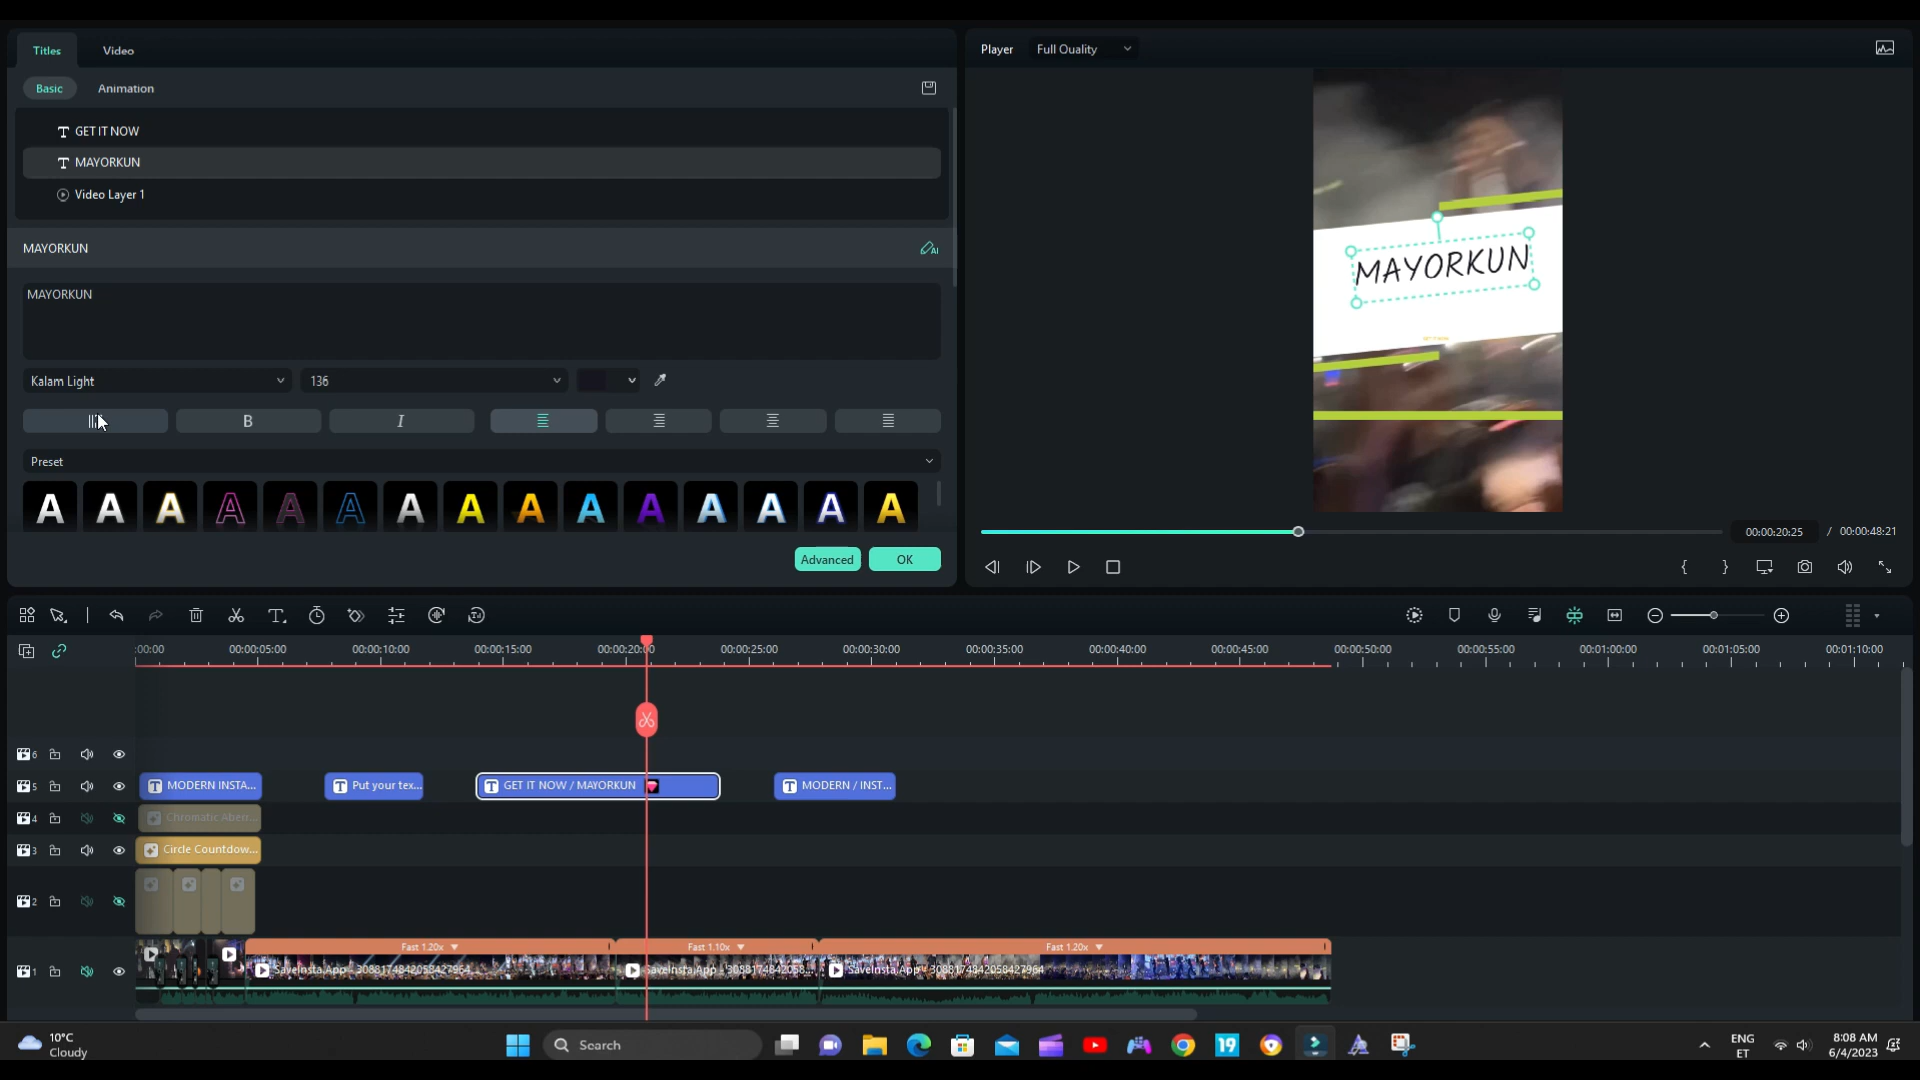 Titles Video
Player Full Quality
Basic Animation
GET IT NOW
MAYORKUN
Video Layer 1
MAYORKUN
AI
MAYORKUN
MAYORKUN
Kalam Light 136
B I
Preset
A A A A A A A A A A A A A A A
00:00:20:25 / 00:00:48:21
Advanced OK
:00:00 00:00:05:00 00:00:10:00 00:00:15:00 00:00:20:00 00:00:25:00 00:00:30:00 00:00:35:00 00:00:40:00 00:00:45:00 00:00:50:00 00:00:55:00 00:01:00:00 00:01:05:00 00:01:10:00
6
5 MODERN INSTA... Put your tex... GET IT NOW / MAYORKUN MODERN / INST...
4 Chromatic Aber...
3 Circle Countdow...
2
Fast 1.20x Fast 1.10x Fast 1.20x
1 SaveInsta.App - 3088174842058427964... SaveInsta.App - 3088174842058... SaveInsta.App - 3088174842058427964
10°C
Cloudy
Search
19
ENG
ET
8:08 AM
6/4/2023